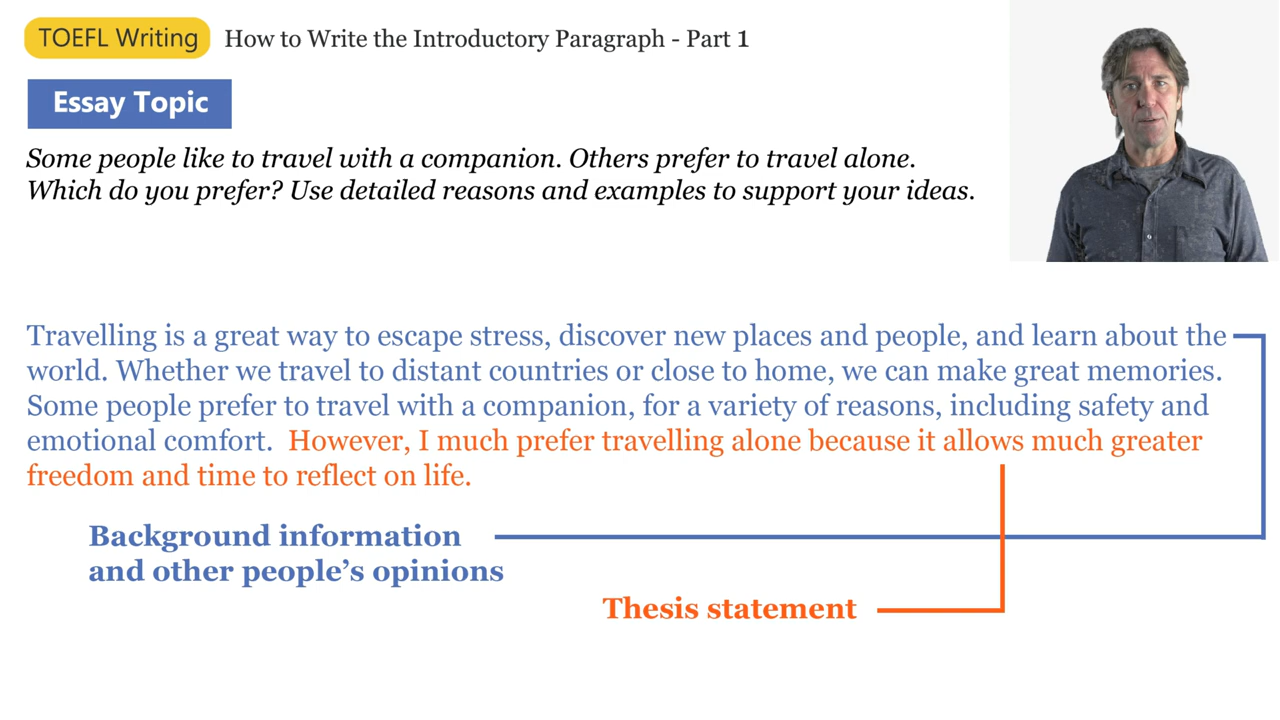 TOEFL Writing How to Write the Introductory Paragraph - Part 1
Essay Topic
Some people like to travel with a companion. Others prefer to travel alone.
Which do you prefer? Use detailed reasons and examples to support your ideas.
Travelling is a great way to escape stress, discover new places and people, and learn about the
world. Whether we travel to distant countries or close to home, we can make great memories.
Some people prefer to travel with a companion, for a variety of reasons, including safety and
emotional comfort. However, I much prefer travelling alone because it allows much greater
freedom and time to reflect on life.
Background information
and other people’s opinions
Thesis statement